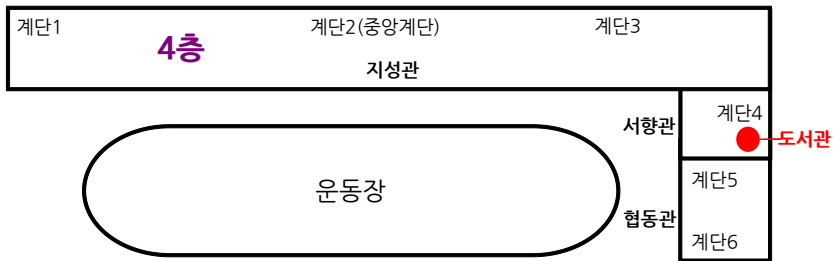 계단1
계단2(중앙계단)
계단3
4층
지성관
계단4
서향관
도서관
운동장
계단5
협동관
계단6